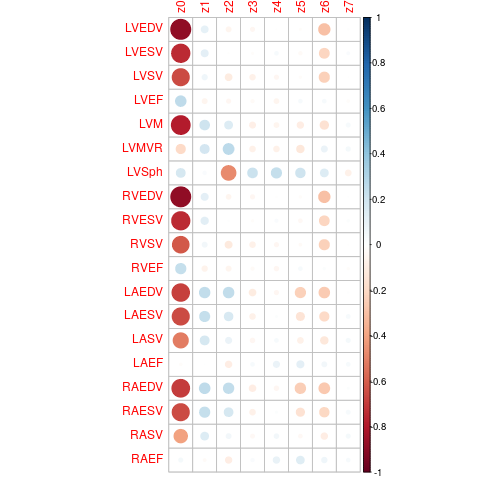 z0 z1 z2 z3 z4 z5 z6 z7
LVEDV
LVESV
LVSV
LVEF
LVM
LVMVR
LVSph
RVEDV
RVESV
RVSV
RVEF
LAEDV
LAESV
LASV
LAEF
RAEDV
RAESV
RASV
RAEF
1
0.8
0.6
0.4
0.2
0
-0.2
-0.4
-0.6
-0.8
-1